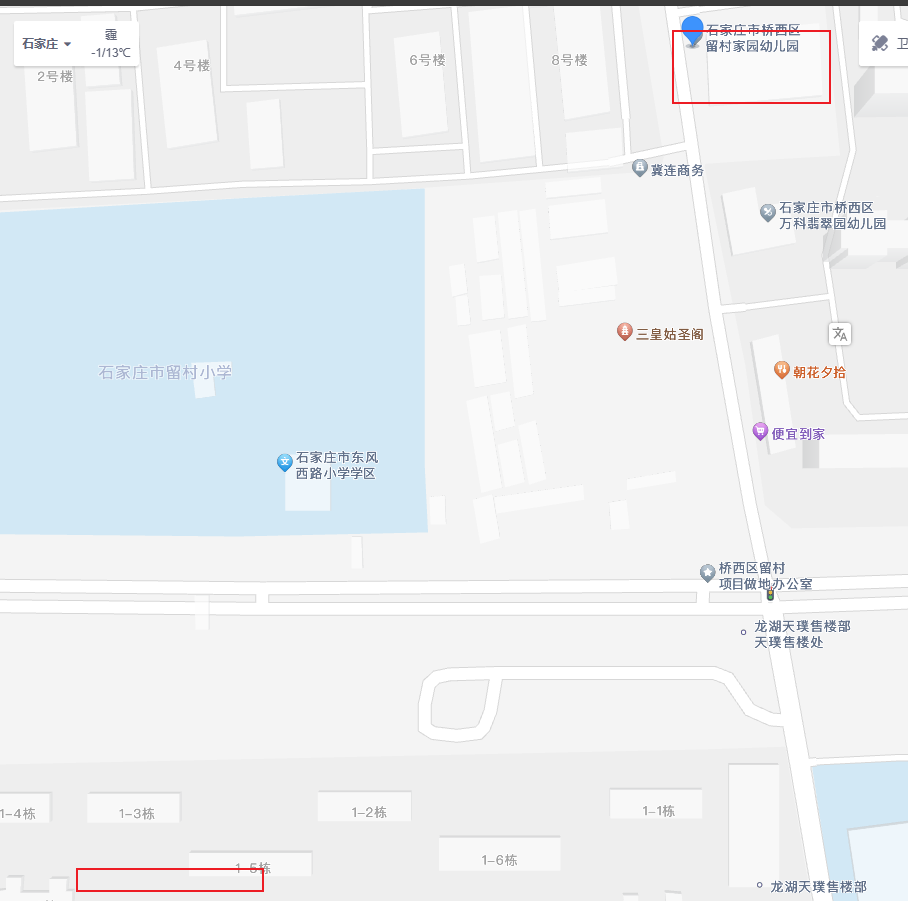 石家庄
霾
-1/13℃
2号楼
4号楼
6号楼
8号楼
石家庄市桥西区
留村家园幼儿园
卫
冀连商务
石家庄市桥西区
万科翡翠园幼儿园
三皇姑圣阁
石家庄市留村小学
朝花夕拾
便宜到家
石家庄市东风
西路小学学区
桥西区留村
项目做地办公室
龙湖天璞售楼部
天璞售楼处
1-4栋
1-3栋
1-2栋
1-1栋
1-5栋
1-6栋
龙湖天璞售楼部